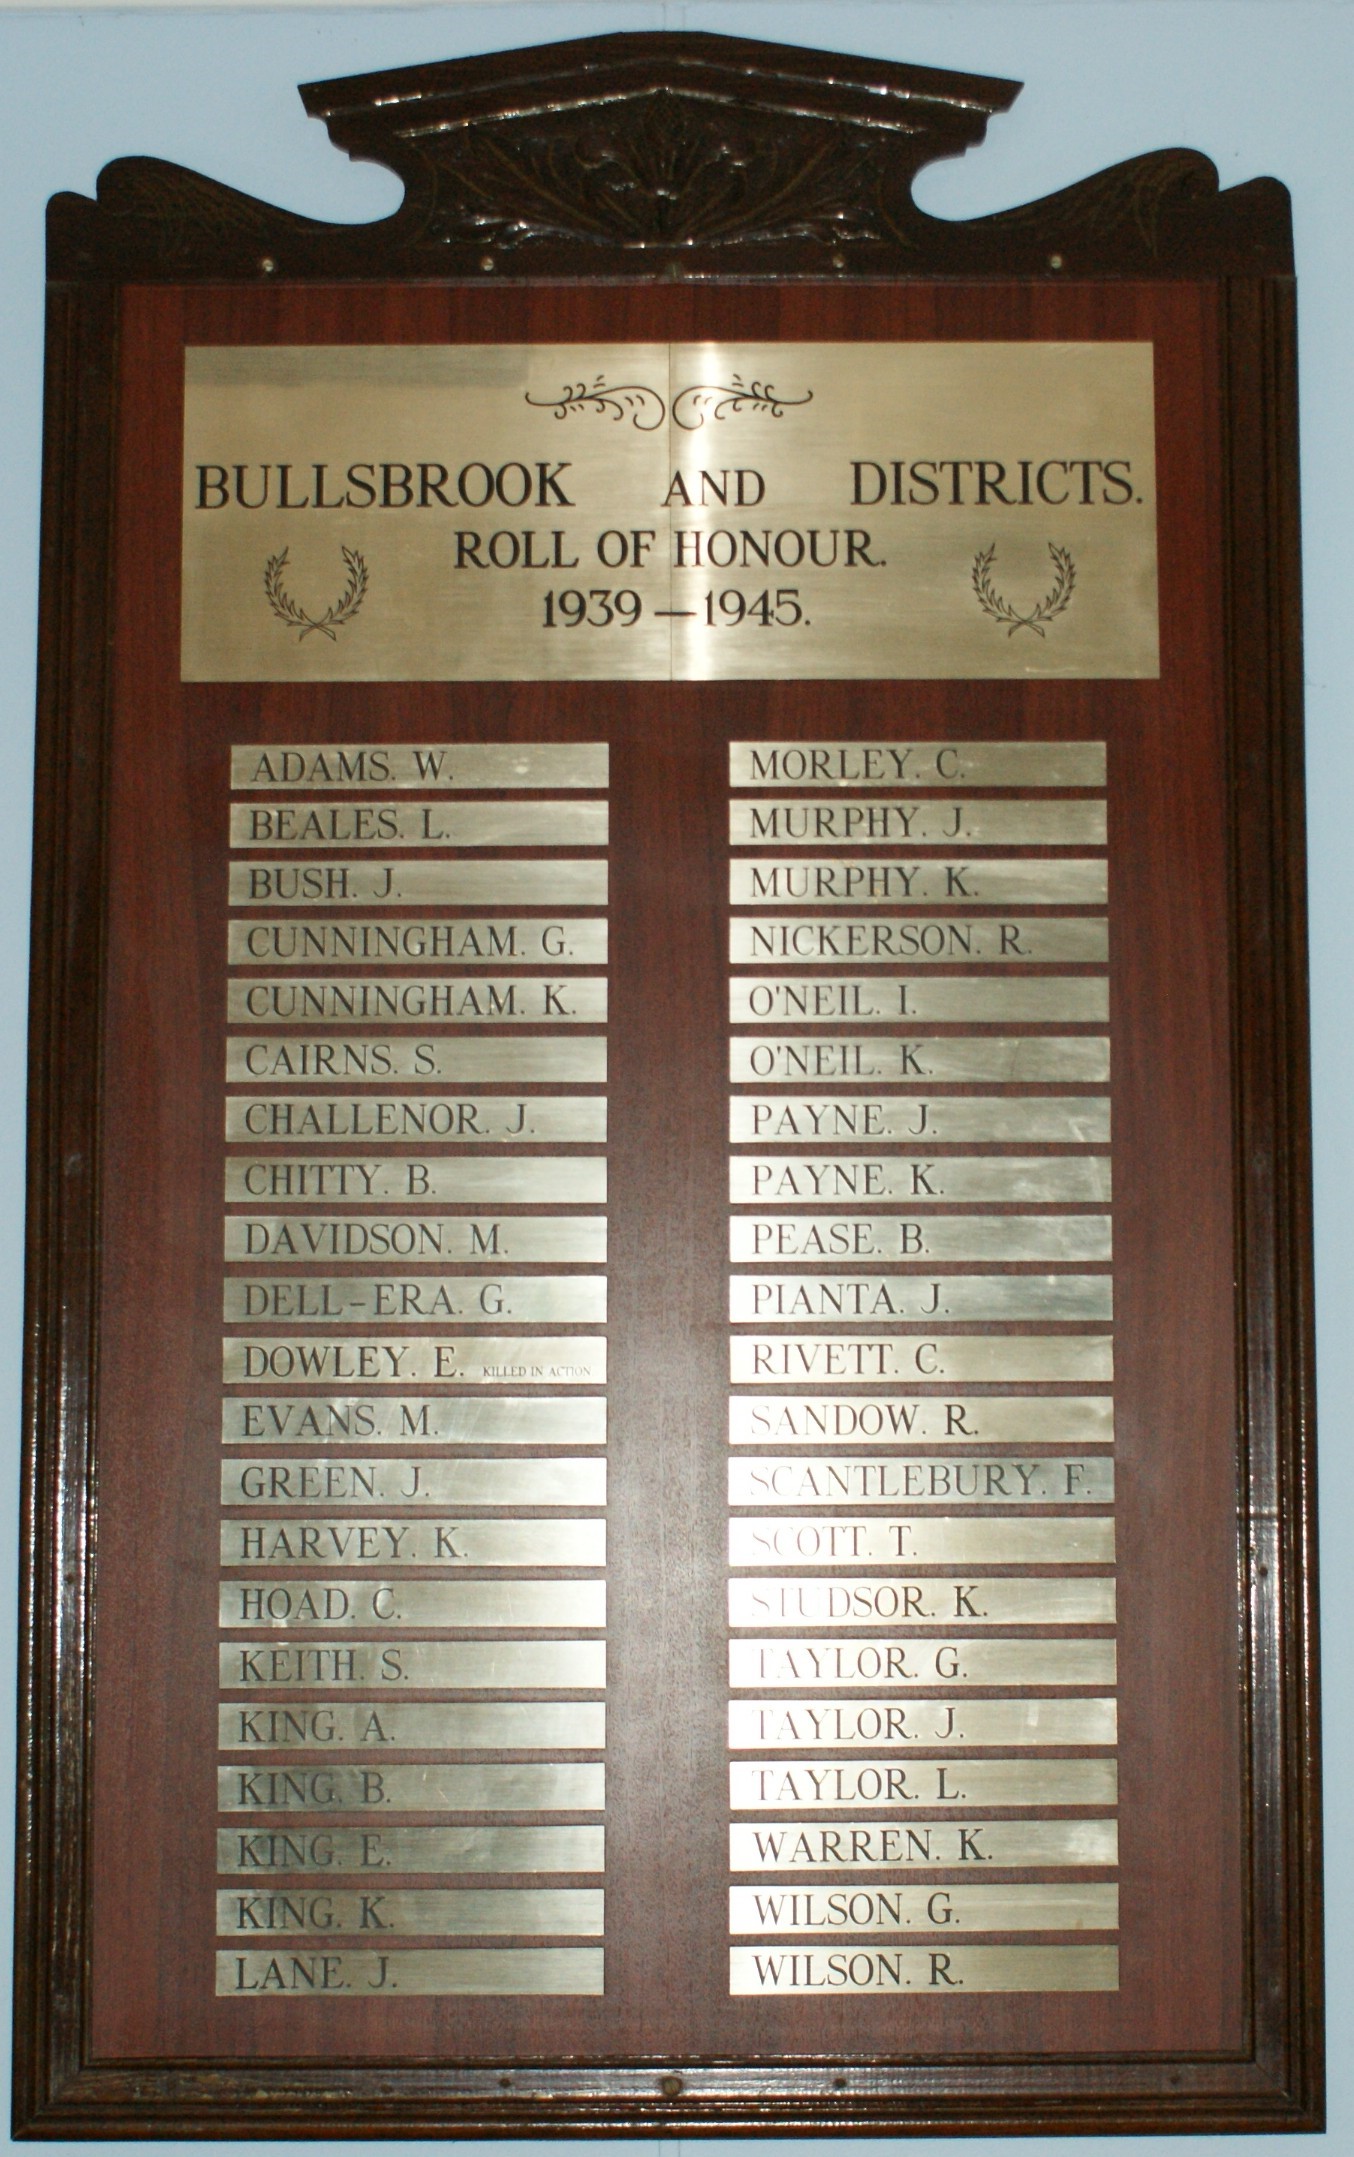 BULLSBROOK AND DISTRICTS.
ROLL OF HONOUR.
1939 — 1945.
ADAMS. W.
BEALES. L.
BUSH. J.
CUNNINGHAM. G.
CUNNINGHAM. K.
CAIRNS. S.
CHALLENOR. J.
CHITTY. B.
DAVIDSON. M.
DELL-ERA. G.
DOWLEY. E. KILLED IN ACTION
EVANS. M.
GREEN. J.
HARVEY. K.
HOAD. C.
KEITH. S.
KING. A.
KING. B.
KING. E.
KING. K.
LANE. J.
MORLEY. C.
MURPHY. J.
MURPHY. K.
NICKERSON. R.
O'NEIL. I.
O'NEIL. K.
PAYNE. J.
PAYNE. K.
PEASE. B.
PIANTA. J.
RIVETT. C.
SANDOW. R.
SCANTLEBURY. F.
SCOTT. T.
STUDSOR. K.
TAYLOR. G.
TAYLOR. J.
TAYLOR. L.
WARREN. K.
WILSON. G.
WILSON. R.